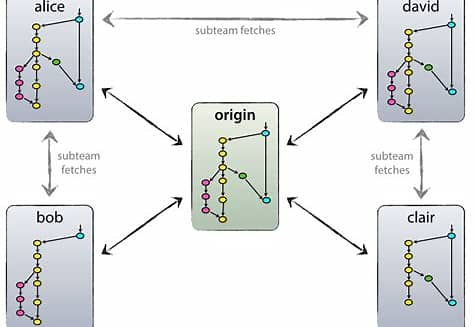 alice
david
subteam fetches
origin
subteam
fetches
subteam
fetches
bob
clair